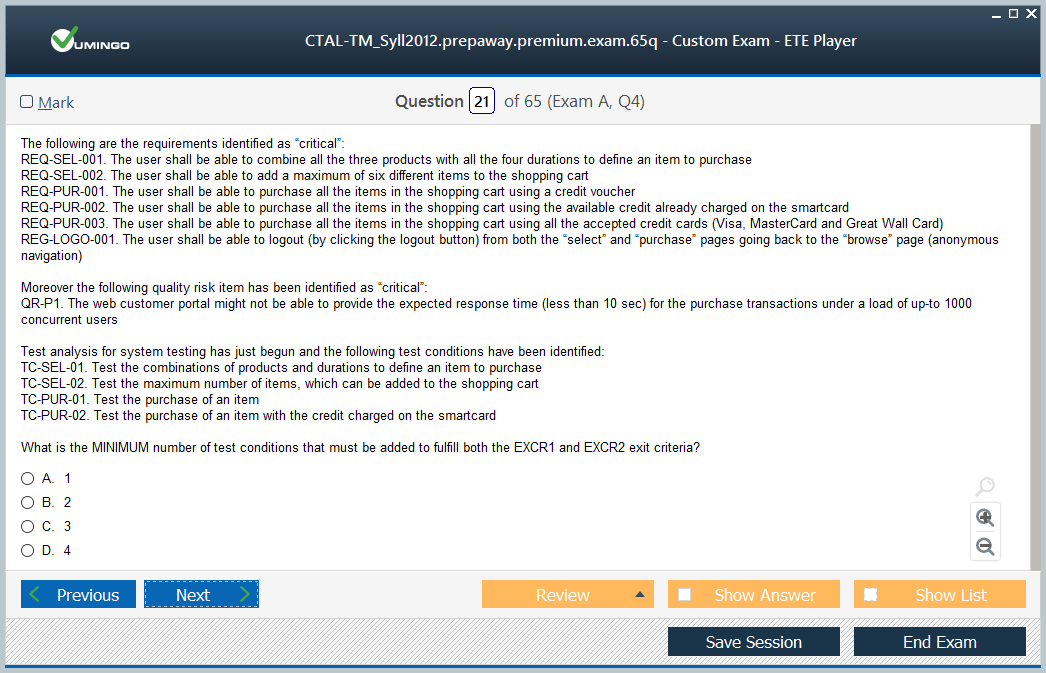 VUMINGO
CTAL-TM_Syll2012.prepaway.premium.exam.65q - Custom Exam - ETE Player
Mark
Question 21 of 65 (Exam A, Q4)
The following are the requirements identified as “critical”:
REQ-SEL-001. The user shall be able to combine all the three products with all the four durations to define an item to purchase
REQ-SEL-002. The user shall be able to add a maximum of six different items to the shopping cart
REQ-PUR-001. The user shall be able to purchase all the items in the shopping cart using a credit voucher
REQ-PUR-002. The user shall be able to purchase all the items in the shopping cart using the available credit already charged on the smartcard
REQ-PUR-003. The user shall be able to purchase all the items in the shopping cart using all the accepted credit cards (Visa, MasterCard and Great Wall Card)
REG-LOGO-001. The user shall be able to logout (by clicking the logout button) from both the “select” and “purchase” pages going back to the “browse” page (anonymous
navigation)
Moreover the following quality risk item has been identified as “critical”:
QR-P1. The web customer portal might not be able to provide the expected response time (less than 10 sec) for the purchase transactions under a load of up-to 1000
concurrent users
Test analysis for system testing has just begun and the following test conditions have been identified:
TC-SEL-01. Test the combinations of products and durations to define an item to purchase
TC-SEL-02. Test the maximum number of items, which can be added to the shopping cart
TC-PUR-01. Test the purchase of an item
TC-PUR-02. Test the purchase of an item with the credit charged on the smartcard
What is the MINIMUM number of test conditions that must be added to fulfill both the EXCR1 and EXCR2 exit criteria?
A. 1
B. 2
C. 3
D. 4
Previous
Next
Review
Show Answer
Show List
Save Session
End Exam